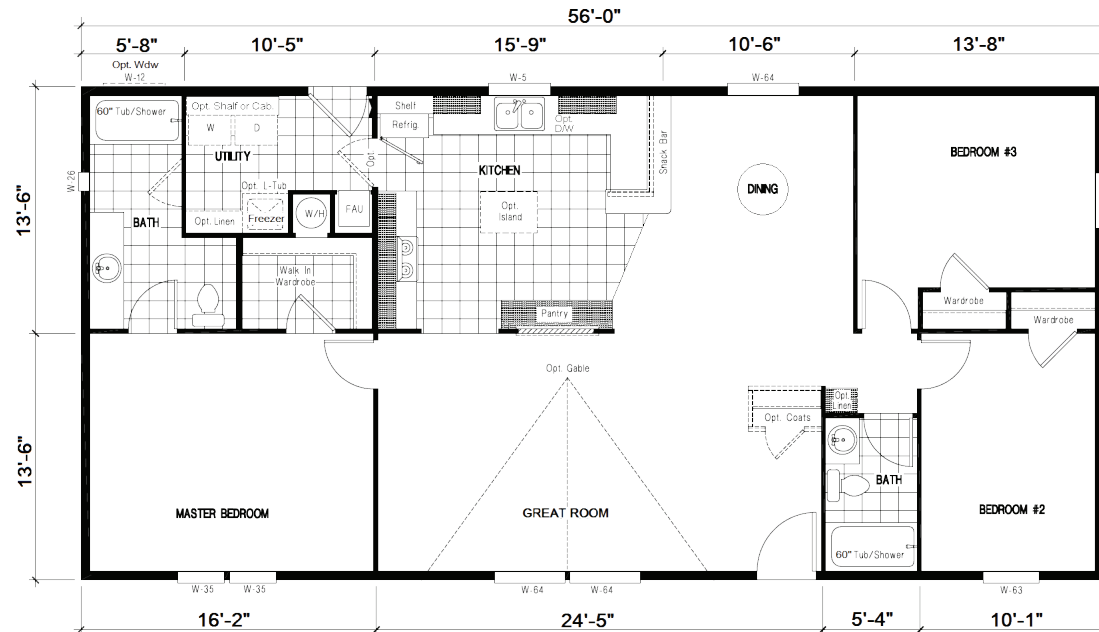 56'-0"
5'-8"
10'-5"
15'-9"
10'-6"
13'-8"
Opt. Wdw
W-12
W-5
W-64
60" Tub/Shower
Opt. Shalf or Cab.
W
D
UTILITY
Shelf
Refrig.
Opt.
D/W
Snack Bar
KITCHEN
Opt.
DINING
BEDROOM #3
W-26
13'-6"
BATH
Opt. L-Tub
Opt. Linen
Freezer
W/H
FAU
Opt.
Island
Walk In
Wardrobe
Pantry
Wardrobe
Wardrobe
Opt. Gable
Opt. Coats
Opt.
Linen
13'-6"
MASTER BEDROOM
GREAT ROOM
BATH
BEDROOM #2
60" Tub/Shower
W-35
W-35
W-64
W-64
W-63
16'-2"
24'-5"
5'-4"
10'-1"